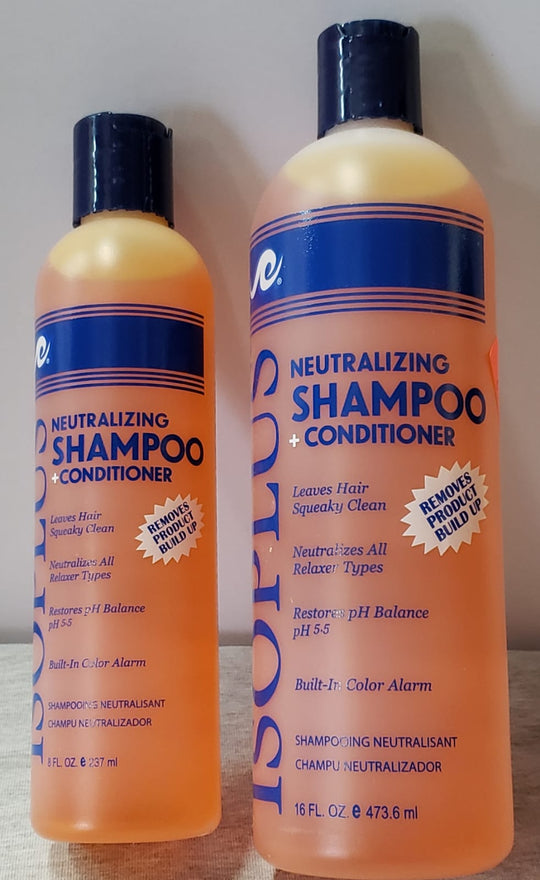 ISOPLUS
NEUTRALIZING
SHAMPOO
+CONDITIONER
Leaves Hair
Squeaky Clean
REMOVES
PRODUCT
BUILD UP
Neutralizes All
Relaxer Types
Restores pH Balance
pH 5·5
Built-In Color Alarm
SHAMPOOING NEUTRALISANT
CHAMPU NEUTRALIZADOR
8 FL. OZ. e 237 ml
®
ISOPLUS
NEUTRALIZING
SHAMPOO
+ CONDITIONER
Leaves Hair
Squeaky Clean
REMOVES
PRODUCT
BUILD UP
Neutralizes All
Relaxer Types
Restores pH Balance
pH 5·5
Built-In Color Alarm
SHAMPOOING NEUTRALISANT
CHAMPU NEUTRALIZADOR
16 FL. OZ. e 473.6 ml